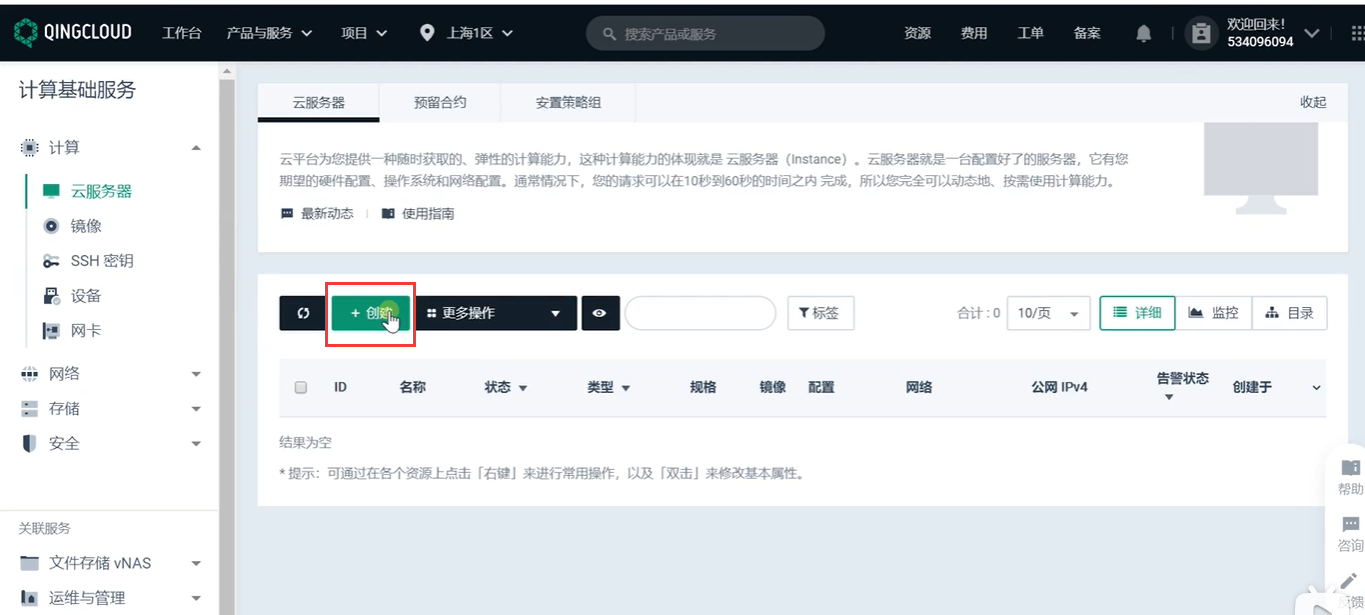 QINGCLOUD 工作台 产品与服务 项目 上海1区 搜索产品或服务 资源 费用 工单 备案 欢迎回来！
534096094
计算基础服务
计算
云服务器
镜像
SSH 密钥
设备
网卡
网络
存储
安全
关联服务
文件存储 vNAS
运维与管理
云服务器 预留合约 安置策略组 收起
云平台为您提供一种随时获取的、弹性的计算能力，这种计算能力的体现就是 云服务器（Instance）。云服务器就是一台配置好了的服务器，它有您
期望的硬件配置、操作系统和网络配置。通常情况下，您的请求可以在10秒到60秒的时间之内 完成，所以您完全可以动态地、按需使用计算能力。
最新动态 使用指南
+ 创建 更多操作 标签 合计：0 10/页 详细 监控 目录
ID 名称 状态 类型 规格 镜像 配置 网络 公网 IPv4 告警状态 创建于
结果为空
* 提示：可通过在各个资源上点击「右键」来进行常用操作，以及「双击」来修改基本属性。
帮助
咨询